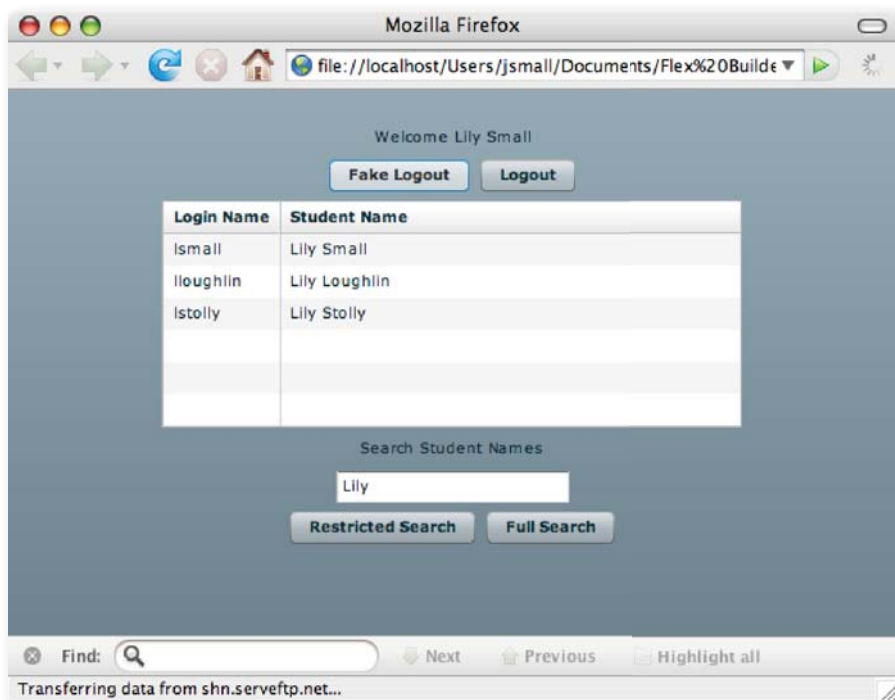 Mozilla Firefox
file://localhost/Users/jsmall/Documents/Flex%20Builde
Welcome Lily Small
Fake Logout Logout
Login Name Student Name
lsmall Lily Small
lloughlin Lily Loughlin
lstolly Lily Stolly
Search Student Names
Lily
Restricted Search Full Search
Find: Next Previous Highlight all
Transferring data from shn.serveftp.net...